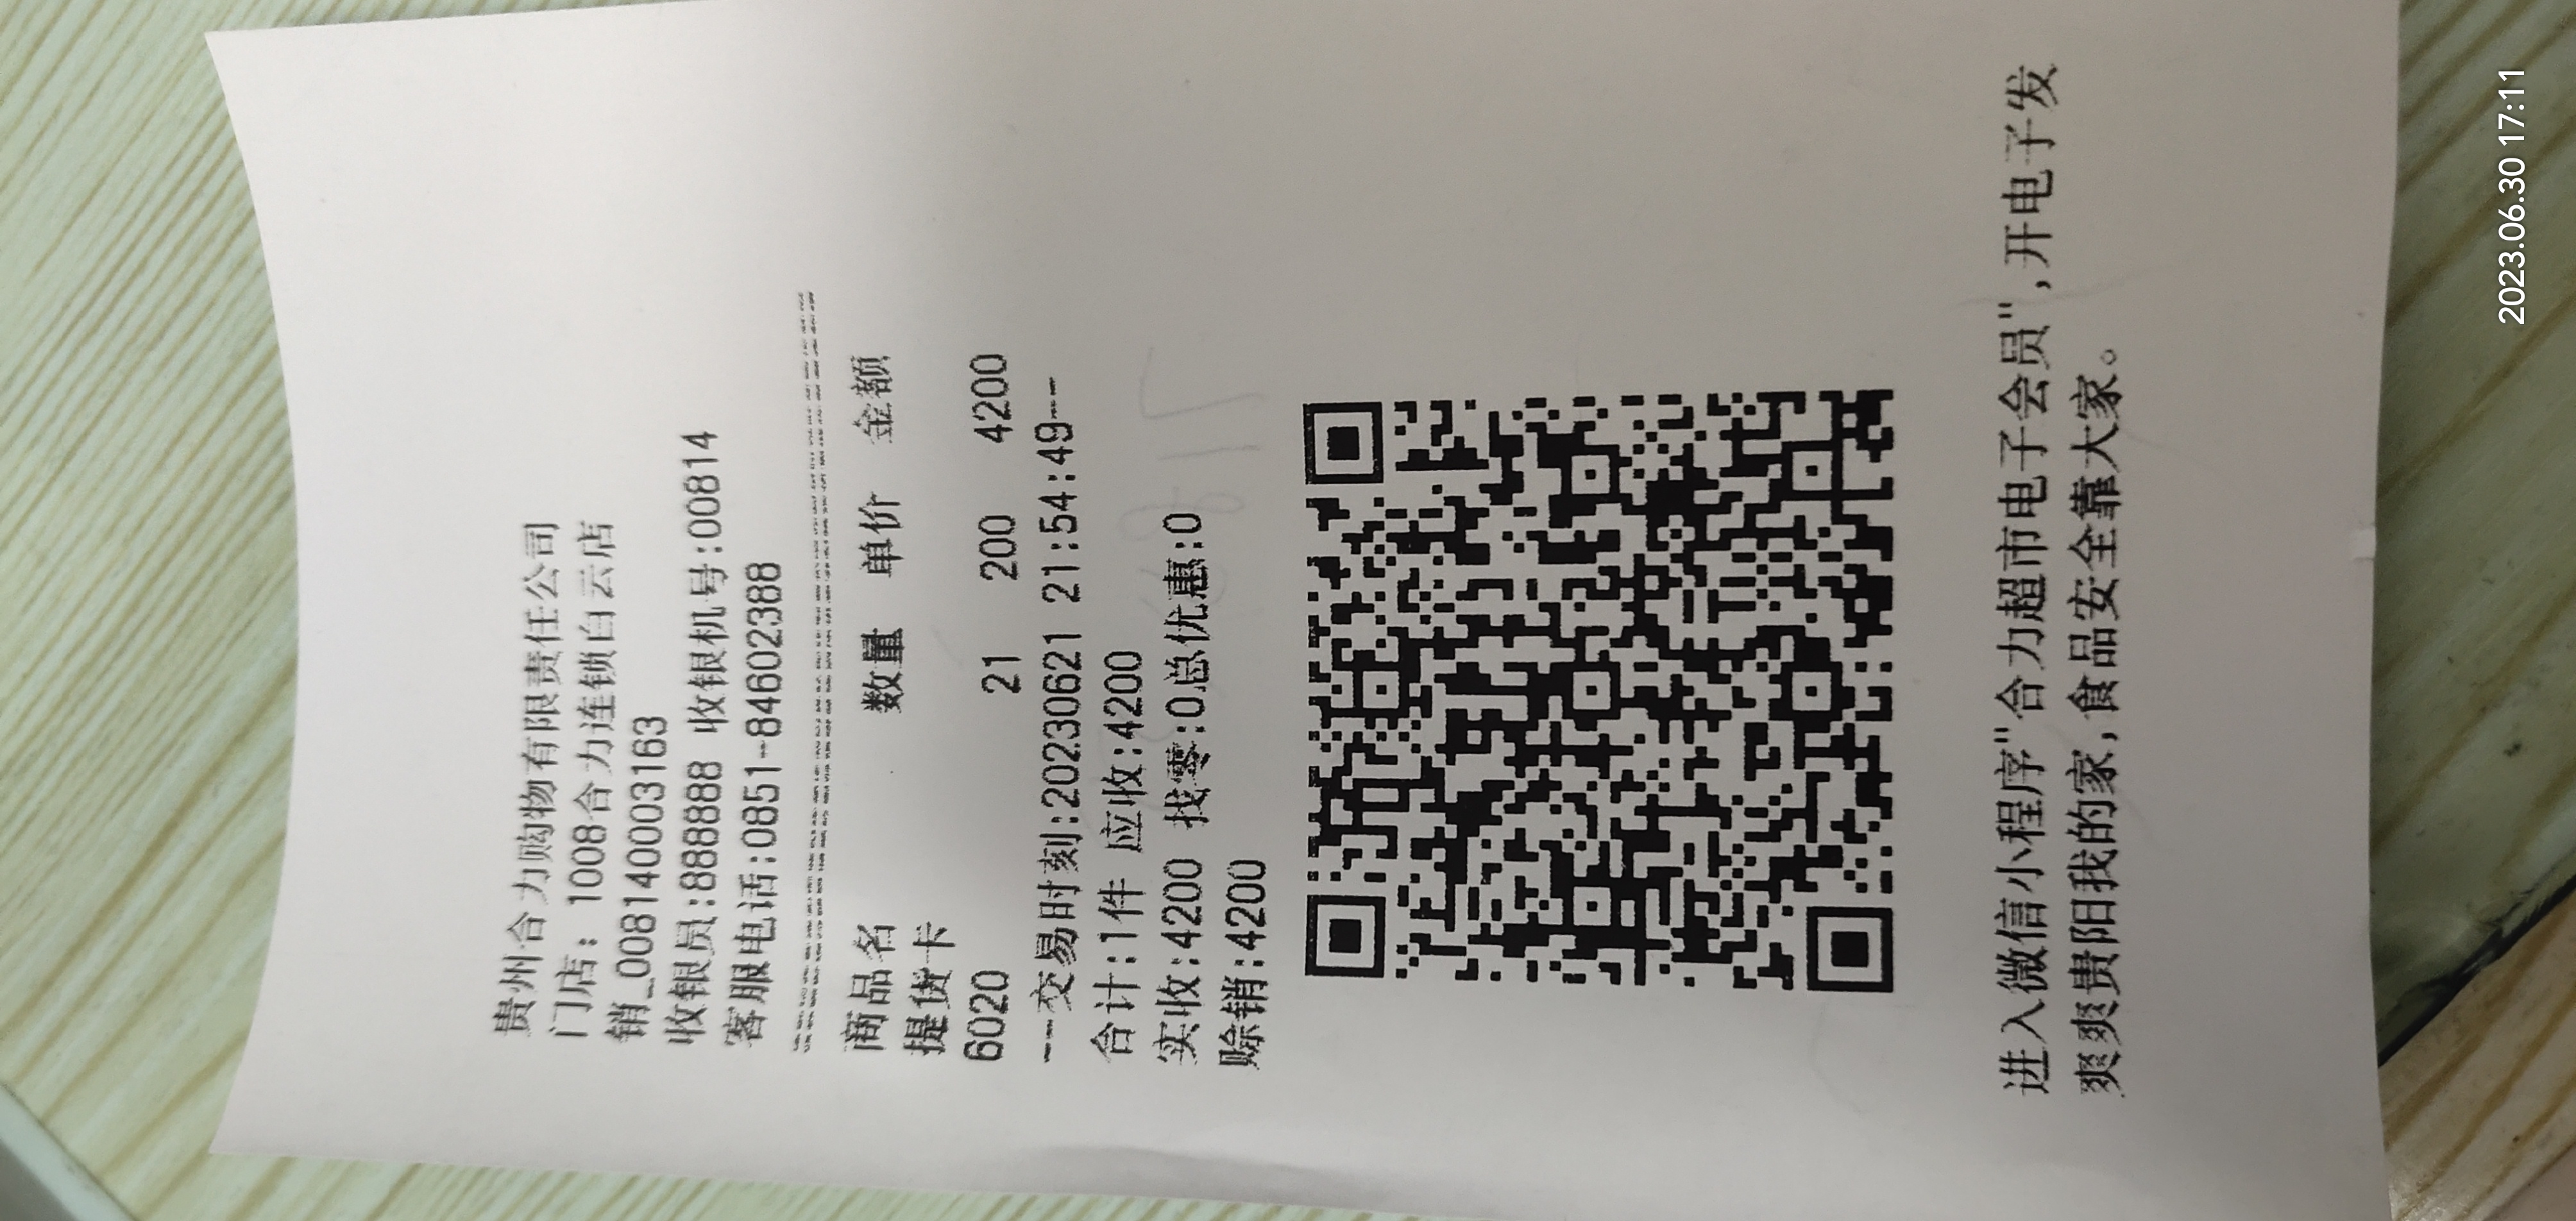 贵州合力购物有限责任公司
门店: 1008合力连锁白云店
销_008140003163
收银员:888888 收银机号:00814
客服电话:0851-84602388
商品名 数量 单价 金额
提货卡
6020 21 200 4200
--交易时刻:20230621 21:54:49--
合计:1件 应收:4200
实收:4200 找零:0总优惠:0
赊销:4200
进入微信小程序"合力超市电子会员",开电子发
爽爽贵阳我的家,食品安全靠大家。
2023.06.30 17:11